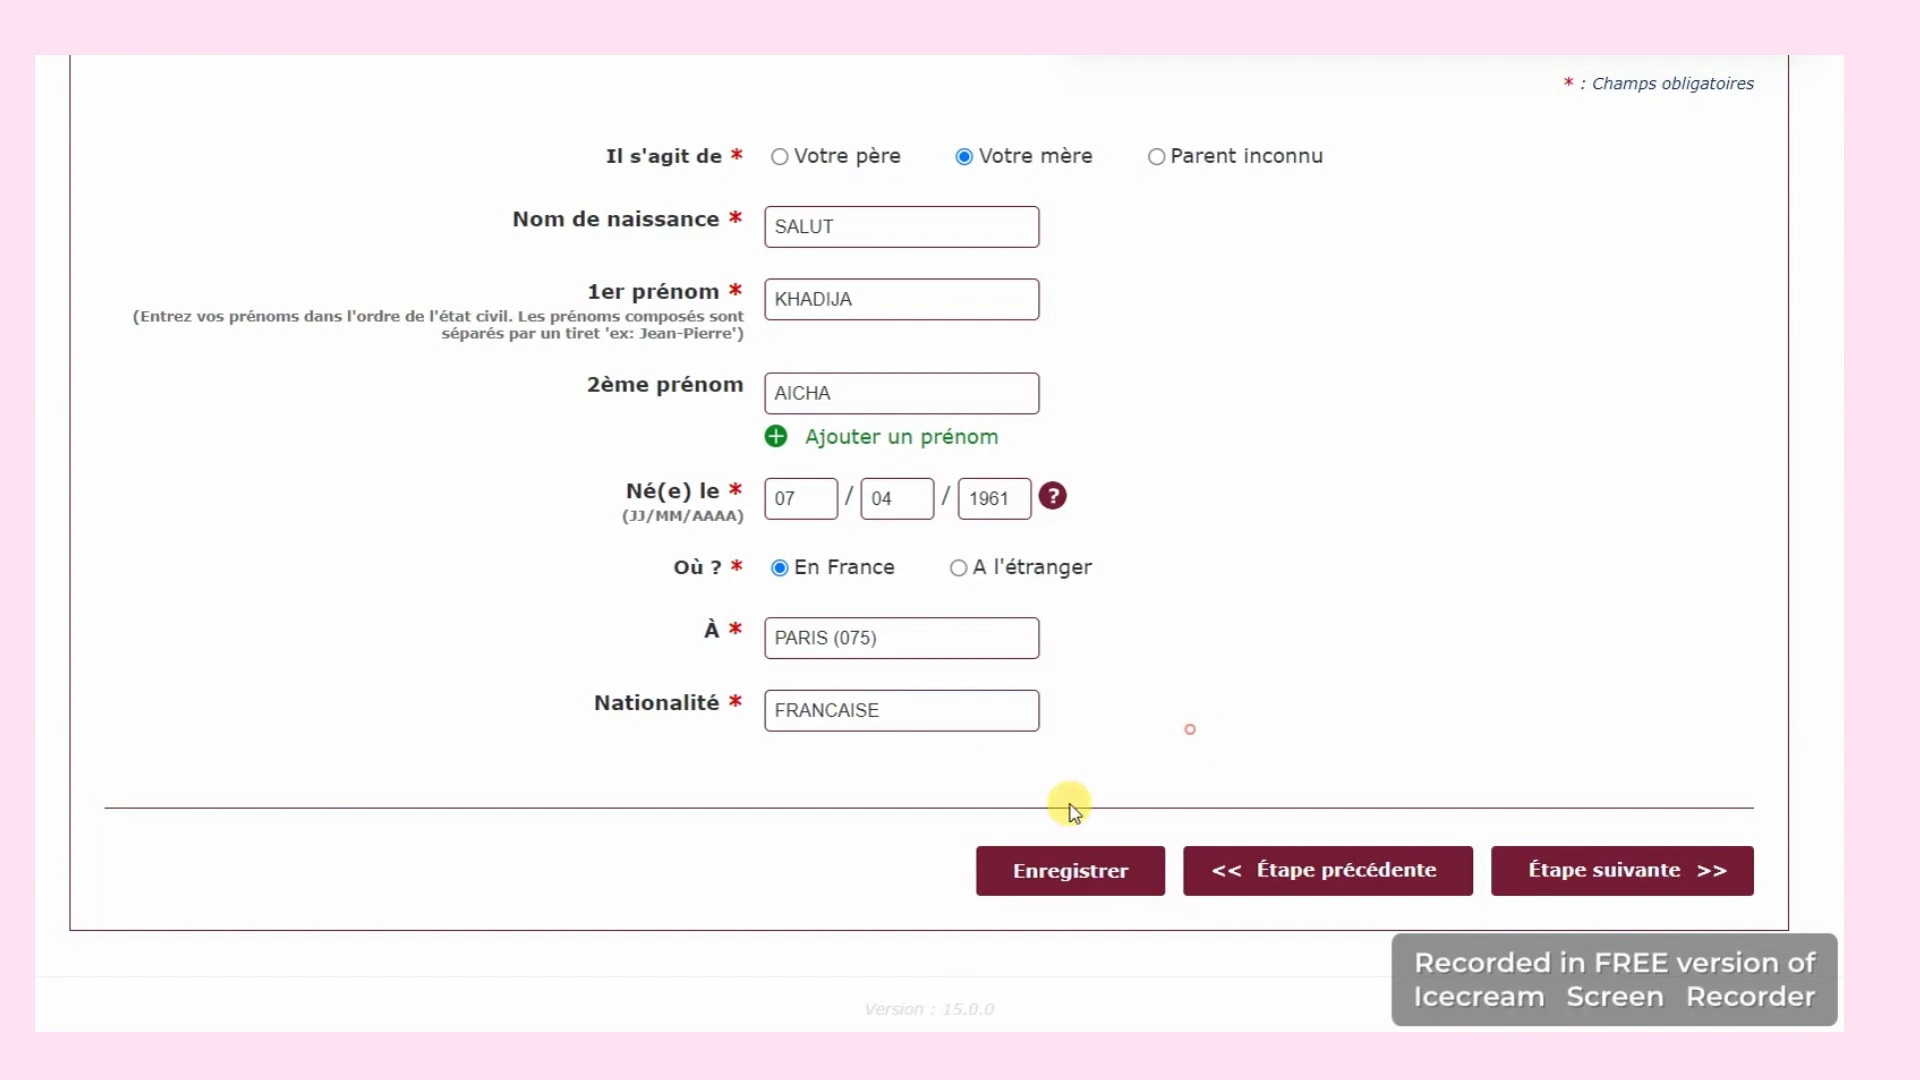 * : Champs obligatoires
Il s'agit de * Votre père Votre mère Parent inconnu
Nom de naissance * SALUT
1er prénom * KHADIJA
(Entrez vos prénoms dans l'ordre de l'état civil. Les prénoms composés sont
séparés par un tiret 'ex: Jean-Pierre')
2ème prénom AICHA
Ajouter un prénom
Né(e) le * 07 / 04 / 1961 ?
(JJ/MM/AAAA)
Où ? * En France A l'étranger
À * PARIS (075)
Nationalité * FRANCAISE
Enregistrer << Étape précédente Étape suivante >>
Recorded in FREE version of
Icecream Screen Recorder
Version : 15.0.0